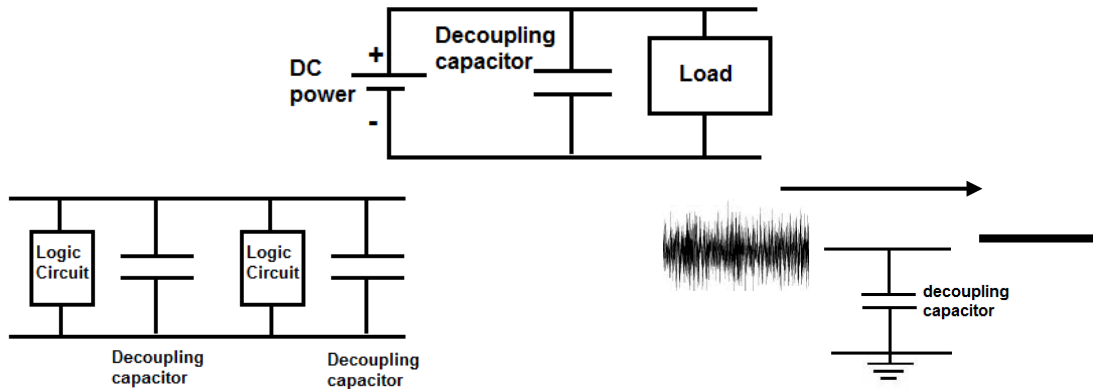 Decoupling
capacitor
DC
power
+
-
Load
Logic
Circuit
Logic
Circuit
Decoupling
capacitor
Decoupling
capacitor
decoupling
capacitor